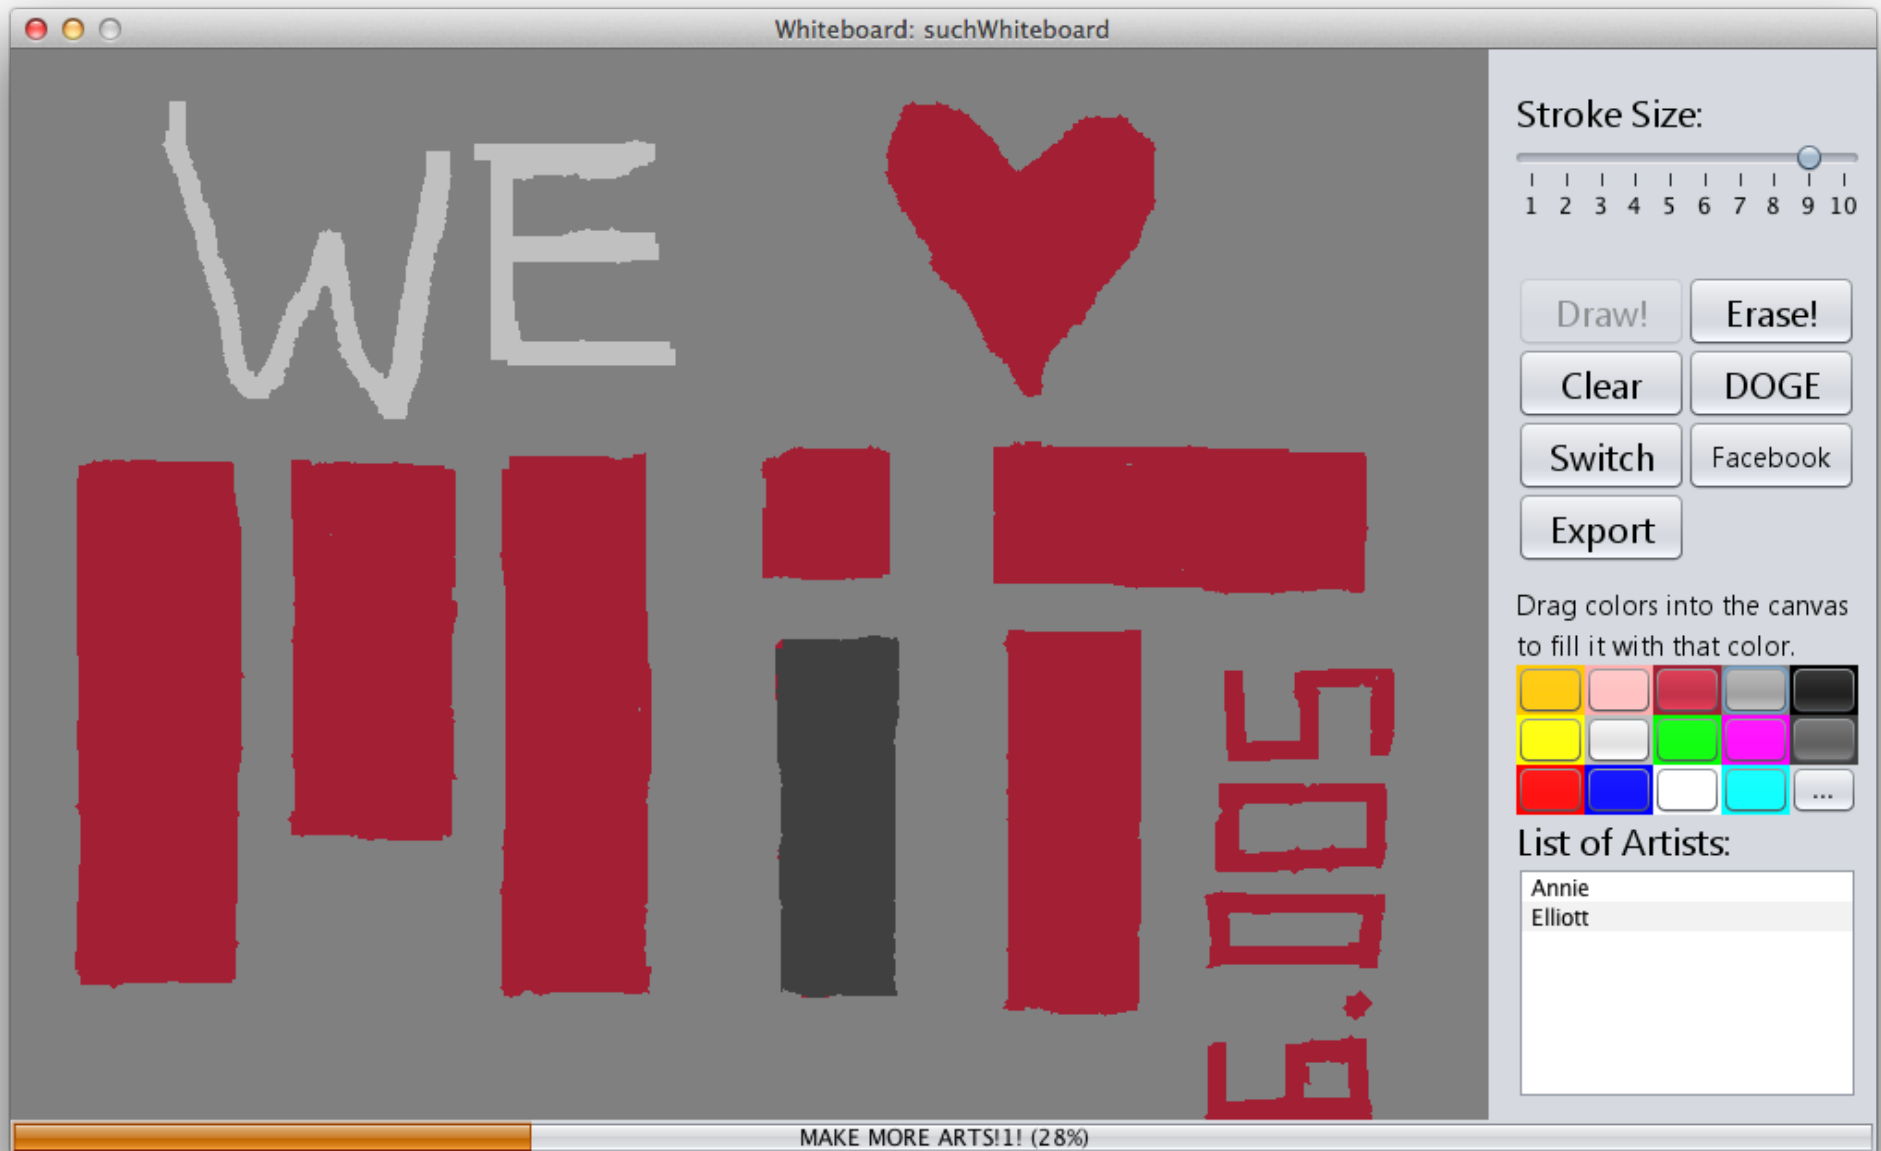 Whiteboard: suchWhiteboard
WE ♥
MiT
6.005
Stroke Size:
1 2 3 4 5 6 7 8 9 10
Draw! Erase!
Clear DOGE
Switch Facebook
Export
Drag colors into the canvas
to fill it with that color.
...
List of Artists:
Annie
Elliott
MAKE MORE ARTS!1! (28%)